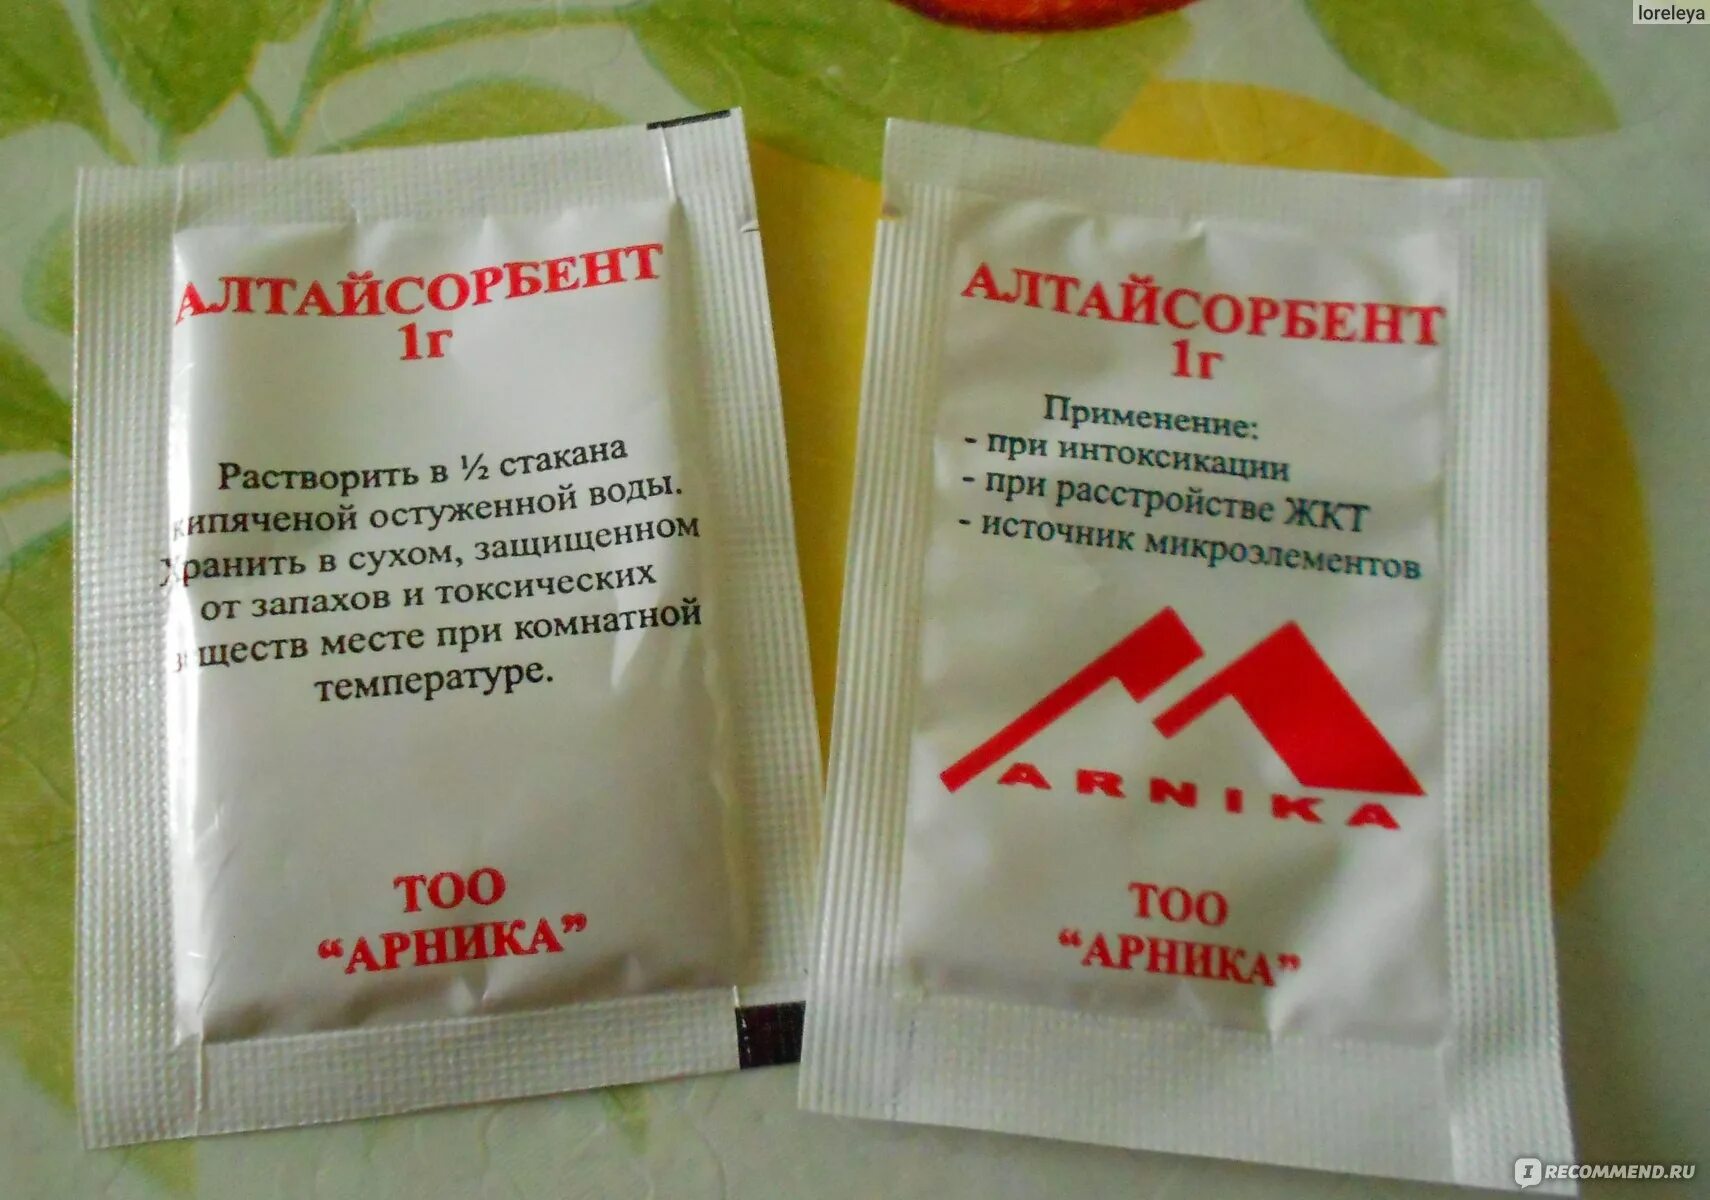 loreleya
АЛТАЙСОРБЕНТ
1г
Растворить в ½ стакана
кипяченой остуженной воды.
Хранить в сухом, защищенном
от запахов и токсических
веществ месте при комнатной
температуре.
ТОО
“АРНИКА”
АЛТАЙСОРБЕНТ
1г
Применение:
- при интоксикации
- при расстройстве ЖКТ
- источник микроэлементов
ARNIKA
ТОО
“АРНИКА”
IRECOMMEND.RU